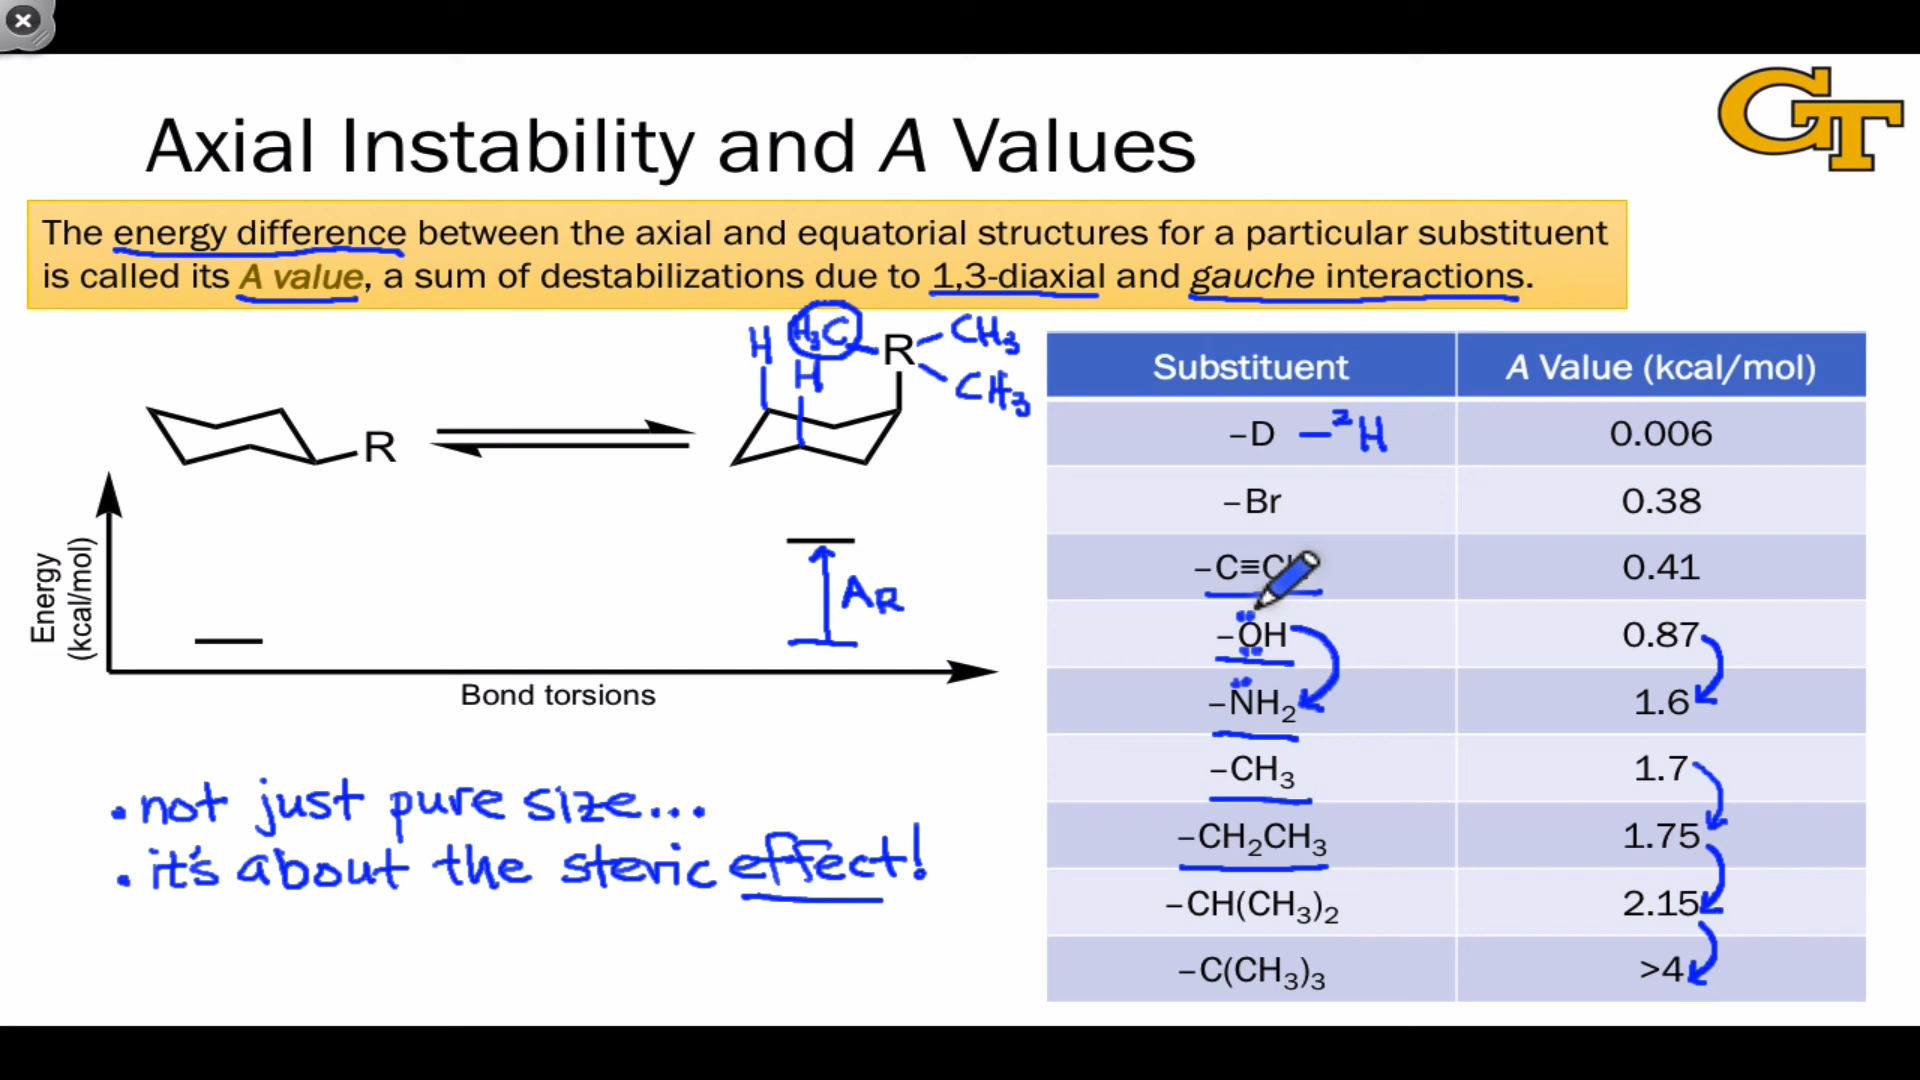 GT
Axial Instability and A Values
The energy difference between the axial and equatorial structures for a particular substituent
is called its A value, a sum of destabilizations due to 1,3-diaxial and gauche interactions.
R
H
H₃C
H
R
CH₃
CH₃
Energy
(kcal/mol)
A_R
Bond torsions
• not just pure size...
• it's about the steric effect!
Substituent A Value (kcal/mol)
–D –²H 0.006
–Br 0.38
–C≡C 0.41
–OH 0.87
–NH₂ 1.6
–CH₃ 1.7
–CH₂CH₃ 1.75
–CH(CH₃)₂ 2.15
–C(CH₃)₃ >4